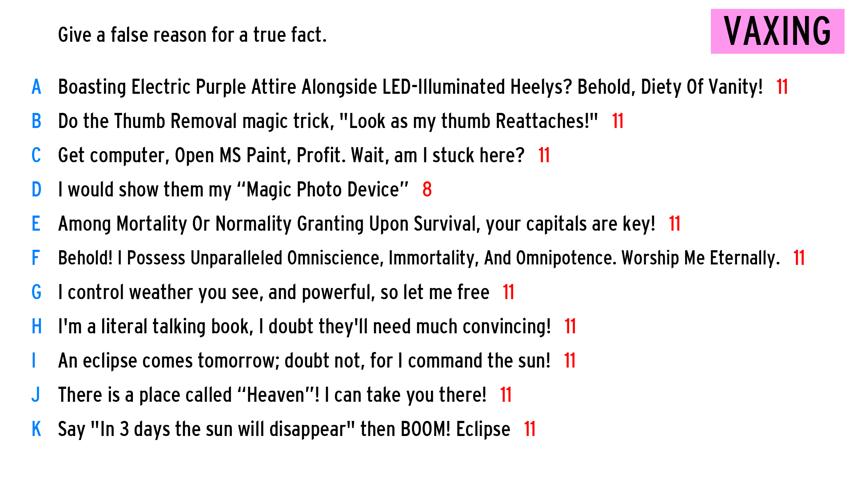 Give a false reason for a true fact.
VAXING
A Boasting Electric Purple Attire Alongside LED-Illuminated Heelys? Behold, Diety Of Vanity! 11
B Do the Thumb Removal magic trick, "Look as my thumb Reattaches!" 11
C Get computer, Open MS Paint, Profit. Wait, am I stuck here? 11
D I would show them my “Magic Photo Device” 8
E Among Mortality Or Normality Granting Upon Survival, your capitals are key! 11
F Behold! I Possess Unparalleled Omniscience, Immortality, And Omnipotence. Worship Me Eternally. 11
G I control weather you see, and powerful, so let me free 11
H I'm a literal talking book, I doubt they'll need much convincing! 11
I An eclipse comes tomorrow; doubt not, for I command the sun! 11
J There is a place called “Heaven”! I can take you there! 11
K Say "In 3 days the sun will disappear" then BOOM! Eclipse 11